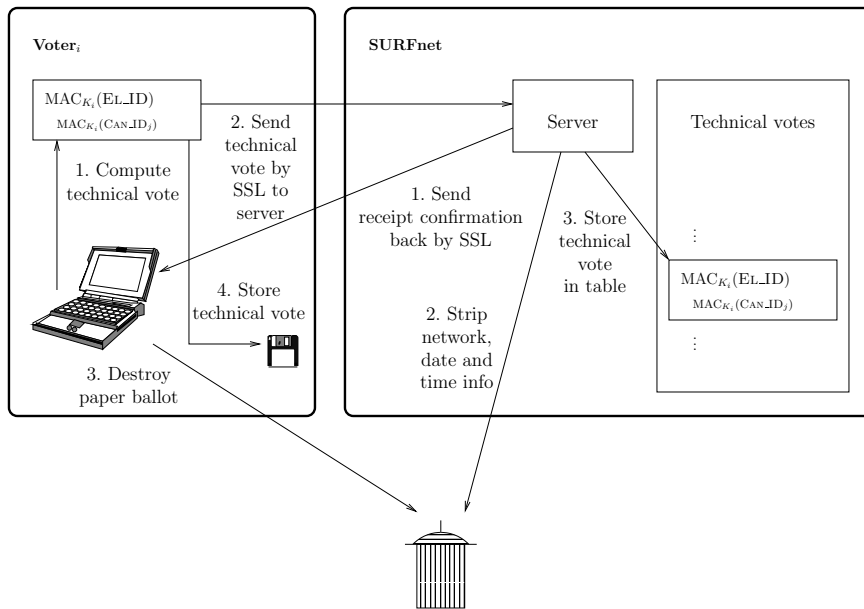 Voterᵢ
MAC_{K_i}(EL_ID)
MAC_{K_i}(CAN_ID_j)
1. Compute
technical vote
2. Send
technical
vote by
SSL to
server
4. Store
technical vote
3. Destroy
paper ballot
SURFnet
Server
1. Send
receipt confirmation
back by SSL
2. Strip
network,
date and
time info
3. Store
technical
vote
in table
Technical votes
⋮
MAC_{K_i}(EL_ID)
MAC_{K_i}(CAN_ID_j)
⋮